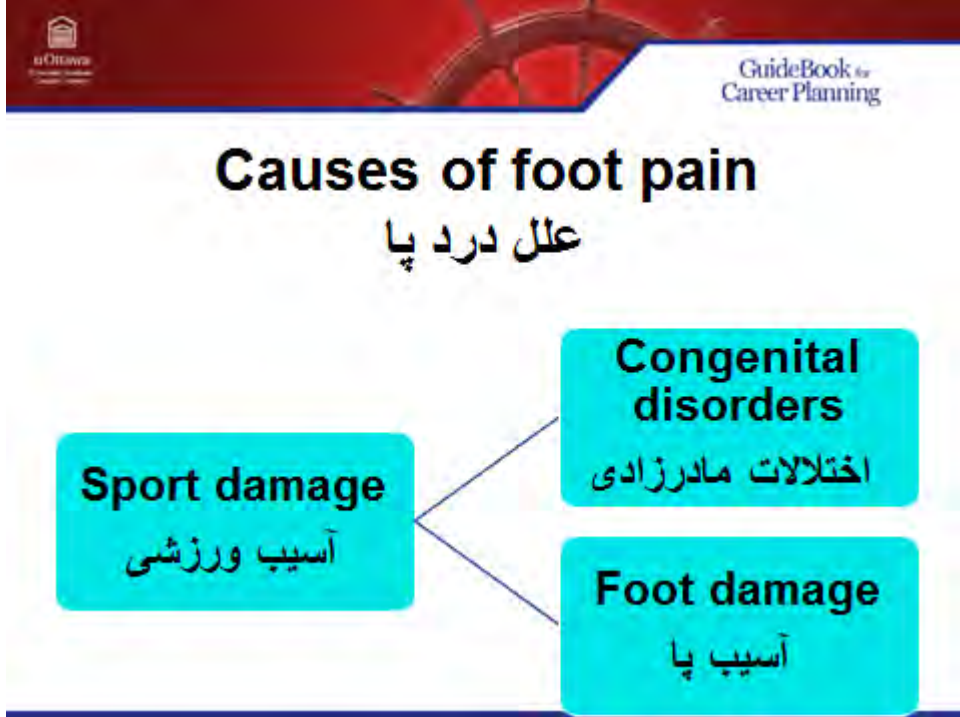 uOttawa
GuideBook for
Career Planning
Causes of foot pain
علل درد پا
Sport damage
آسیب ورزشی
Congenital
disorders
اختلالات مادرزادی
Foot damage
آسیب پا